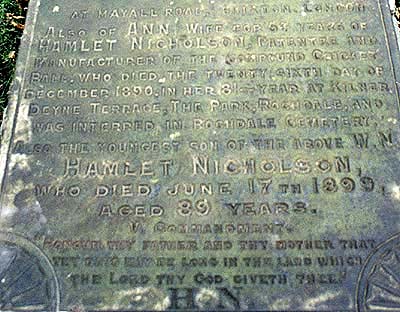 AT MAYALL ROAD, BRIXTON, LONDON.
ALSO OF ANN, WIFE FOR 57 YEARS OF
HAMLET NICHOLSON, PATENTEE AND
MANUFACTURER OF THE COMPOUND CRICKET
BALL, WHO DIED THE TWENTY SIXTH DAY OF
DECEMBER 1890, IN HER YEAR AT KILNER
DEYNE TERRACE, THE PARK, ROCHDALE, AND
WAS INTERRED IN ROCHDALE CEMETERY.
ALSO THE YOUNGEST SON OF THE ABOVE W. N.
HAMLET NICHOLSON,
WHO DIED JUNE 17TH 1899,
AGED 89 YEARS.
V. COMMANDMENT.
"HONOUR THY FATHER AND THY MOTHER THAT
THY DAYS MAY BE LONG IN THE LAND WHICH
THE LORD THY GOD GIVETH THEE."
H N